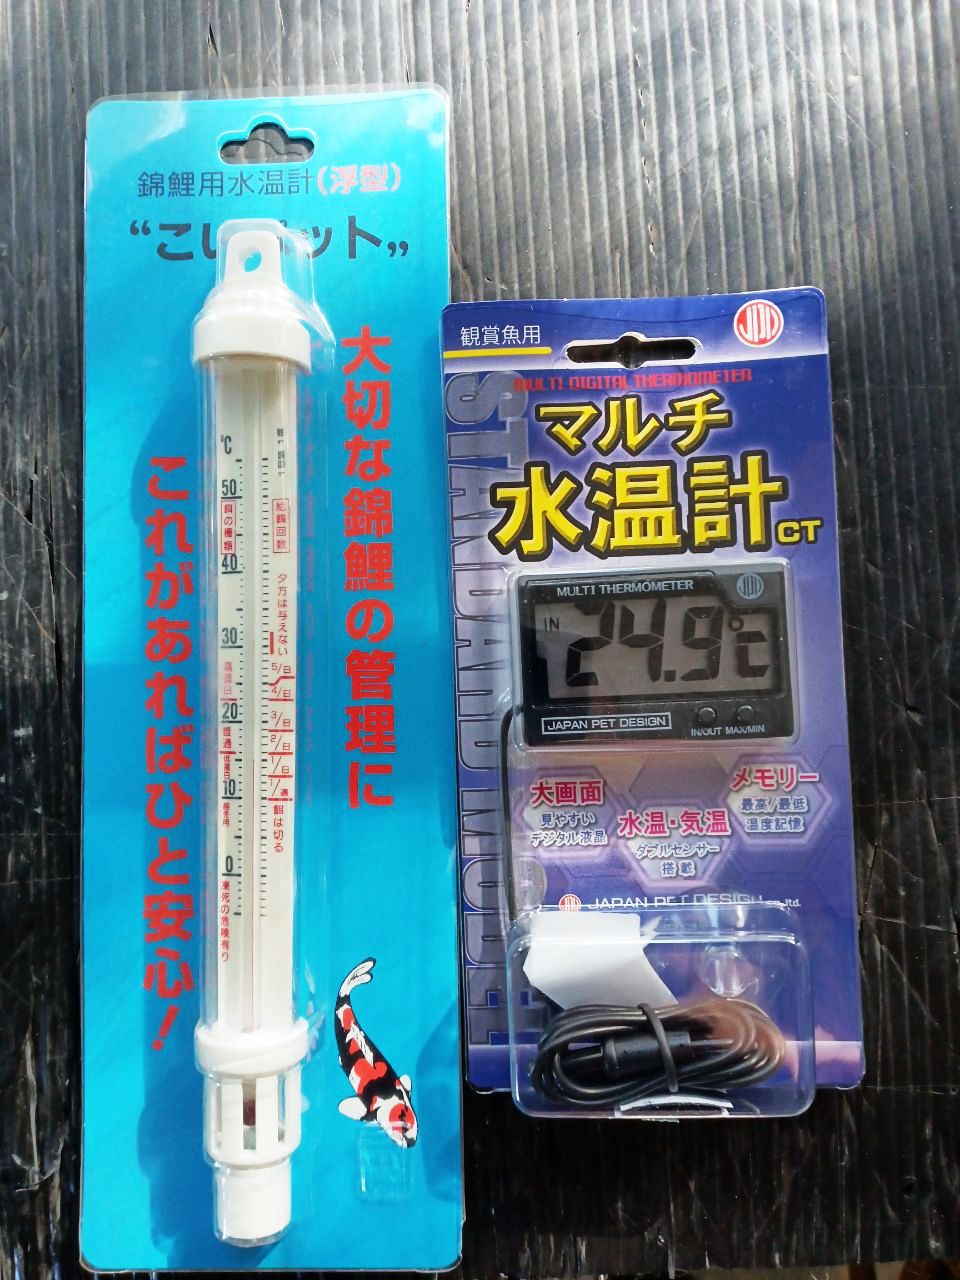 錦鯉用水温計(浮型)
大切な錦鯉の管理に
これがあればひと安心！
℃
50
40
30
20
10
0
餌の種類
普通
凍死の危険有り
給餌回数
夕方は与えない
5/日
4/日
3/日
2/日
1/日
1/週
餌は切る
観賞魚用
JPD
STANDARD MODEL
MULTI DIGITAL THERMOMETER
マルチ
水温計CT
MULTI THERMOMETER
IN
24.9℃
JAPAN PET DESIGN
IN/OUT MAX/MIN
大画面
見やすい
デジタル液晶
水温・気温
ダブルセンサー
搭載
メモリー
最高/最低
温度記憶
JAPAN PET DESIGN co.,ltd.